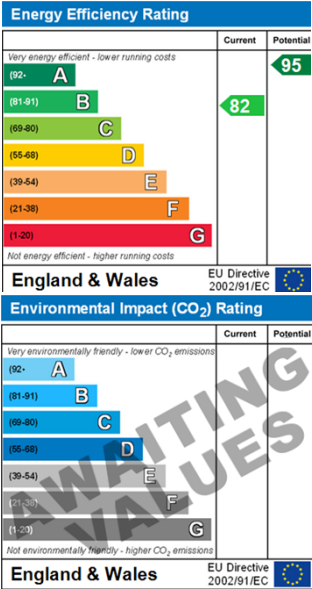 Energy Efficiency Rating
Current Potential
Very energy efficient - lower running costs
(92- A
95
(81-91) B
82
(69-80) C
(55-68) D
(39-54) E
(21-38) F
(1-20) G
Not energy efficient - higher running costs
England & Wales
EU Directive
2002/91/EC
Environmental Impact (CO2) Rating
Current Potential
Very environmentally friendly - lower CO2 emissions
(92- A
(81-91) B
(69-80) C
(55-68) D
(39-54) E
(21-38) F
(1-20) G
AWAITING
VALUES
Not environmentally friendly - higher CO2 emissions
England & Wales
EU Directive
2002/91/EC